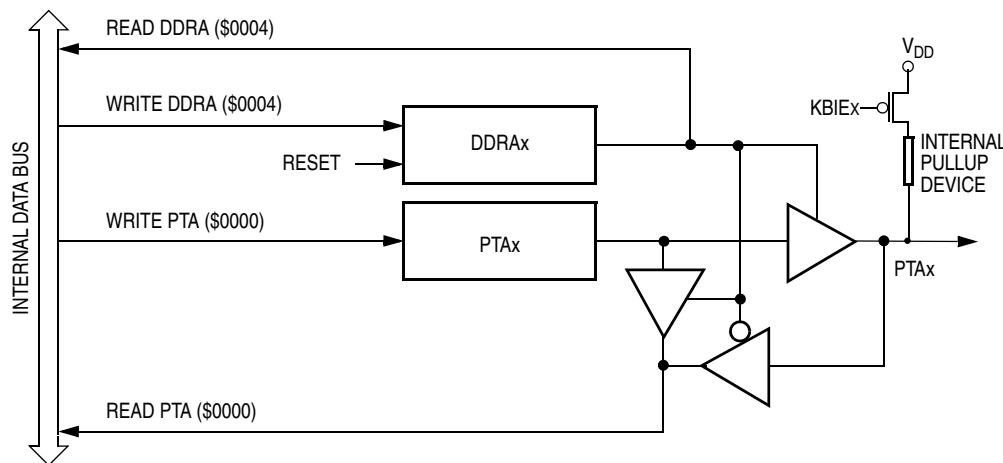 READ DDRA ($0004)
V_DD
WRITE DDRA ($0004)
KBIEx
DDRAx
RESET
INTERNAL
PULLUP
DEVICE
WRITE PTA ($0000)
PTAx
PTAx
INTERNAL DATA BUS
READ PTA ($0000)